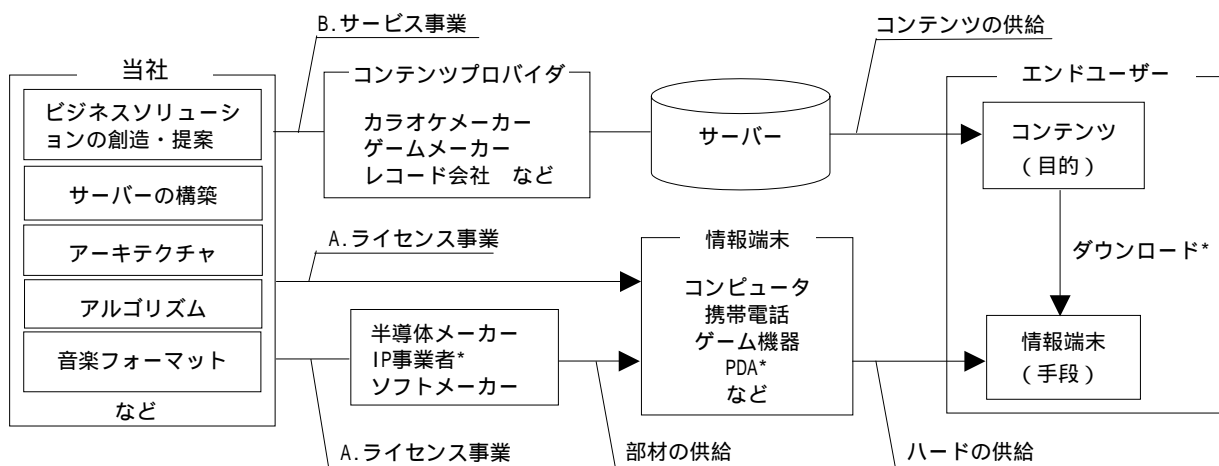 B.サービス事業
コンテンツの供給
当社
ビジネスソリューシ
ョンの創造・提案
サーバーの構築
アーキテクチャ
アルゴリズム
音楽フォーマット
など
コンテンツプロバイダ
カラオケメーカー
ゲームメーカー
レコード会社　など
サーバー
エンドユーザー
コンテンツ
(目的)
ダウンロード*
情報端末
(手段)
A.ライセンス事業
情報端末
コンピュータ
携帯電話
ゲーム機器
PDA*
など
半導体メーカー
IP事業者*
ソフトメーカー
A.ライセンス事業
部材の供給
ハードの供給